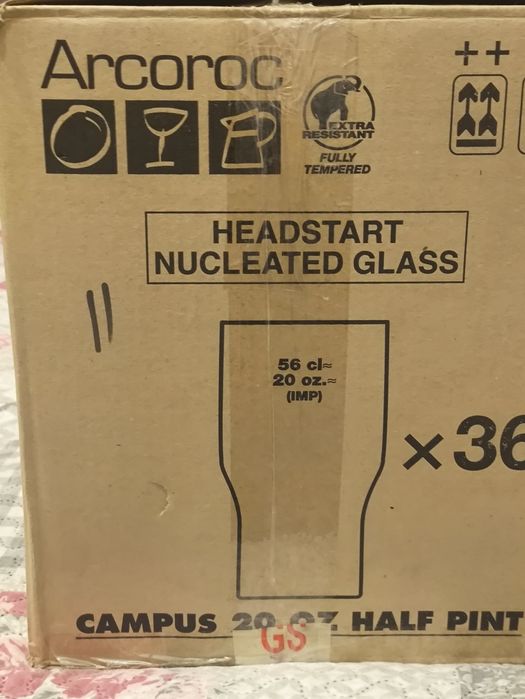 Arcoroc
++
EXTRA
RESISTANT
FULLY
TEMPERED
HEADSTART
NUCLEATED GLASS
56 cl≈
20 oz.≈
(IMP)
×36
CAMPUS 20 OZ HALF PINT
GS